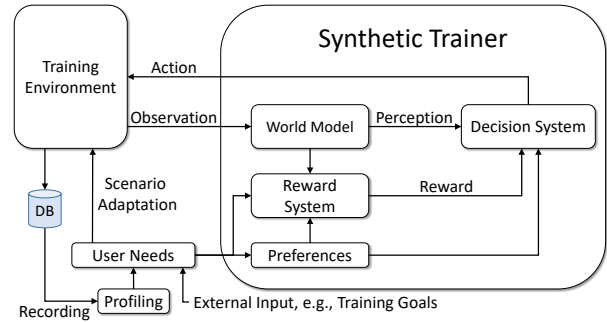 Synthetic Trainer
Training
Environment
Action
Observation
World Model
Perception
Decision System
Scenario
Adaptation
DB
Reward
System
Reward
User Needs
Preferences
Recording
Profiling
External Input, e.g., Training Goals